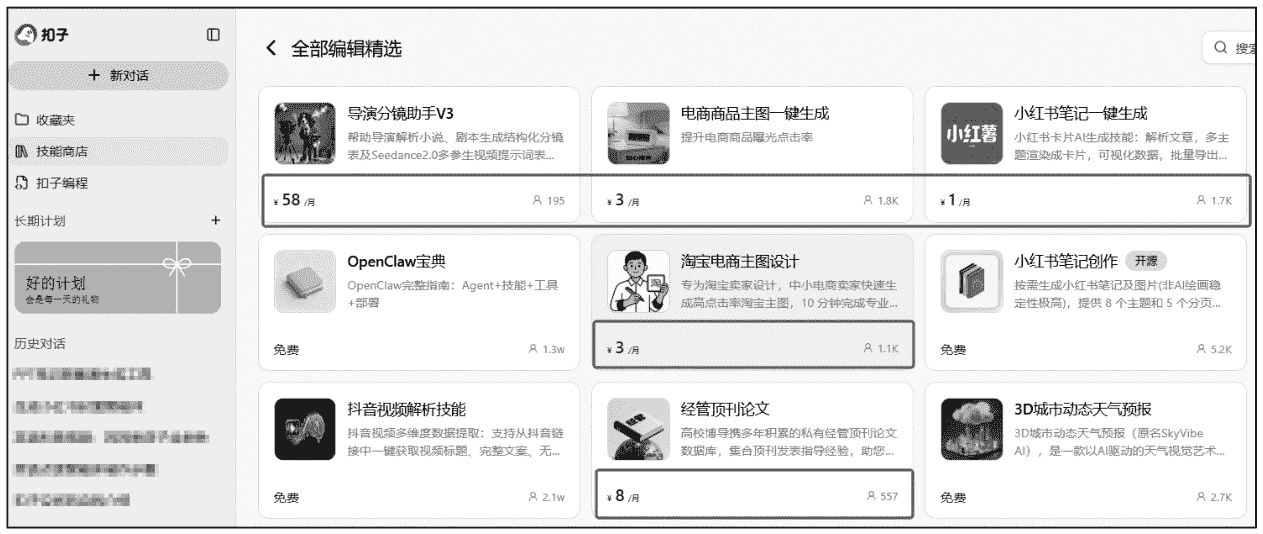 扣子
+ 新对话
收藏夹
技能商店
扣子编程
长期计划 +
好的计划
会是每一天的礼物
历史对话
全部编辑精选
搜索
导演分镜助手V3
帮助导演解析小说、剧本生成结构化分镜
表及Seedance2.0多参生视频提示词表...
¥ 58 /月
195
电商商品主图一键生成
提升电商商品曝光点击率
¥ 3 /月
1.8K
小红薯
小红书笔记一键生成
小红书卡片AI生成技能：解析文章，多主
题渲染成卡片，可视化数据，批量导出...
¥ 1 /月
1.7K
OpenClaw宝典
OpenClaw完整指南：Agent+技能+工具
+部署
免费
1.3w
淘
淘宝电商主图设计
专为淘宝卖家设计，中小电商卖家快速生
成高点击率淘宝主图，10 分钟完成专业...
¥ 3 /月
1.1K
小红书笔记创作 开源
按需生成小红书笔记及图片(非AI绘画稳
定性极高)，提供 8 个主题和 5 个分页...
免费
5.2K
抖音视频解析技能
抖音视频多维度数据提取：支持从抖音链
接中一键获取视频标题、完整文案、无...
免费
2.1w
经管顶刊论文
高校博导携多年积累的私有经管顶刊论文
数据库，集合顶刊发表指导经验，助您...
¥ 8 /月
557
3D城市动态天气预报
3D城市动态天气预报（原名SkyVibe
AI），是一款以AI驱动的天气视觉艺术...
免费
2.7K